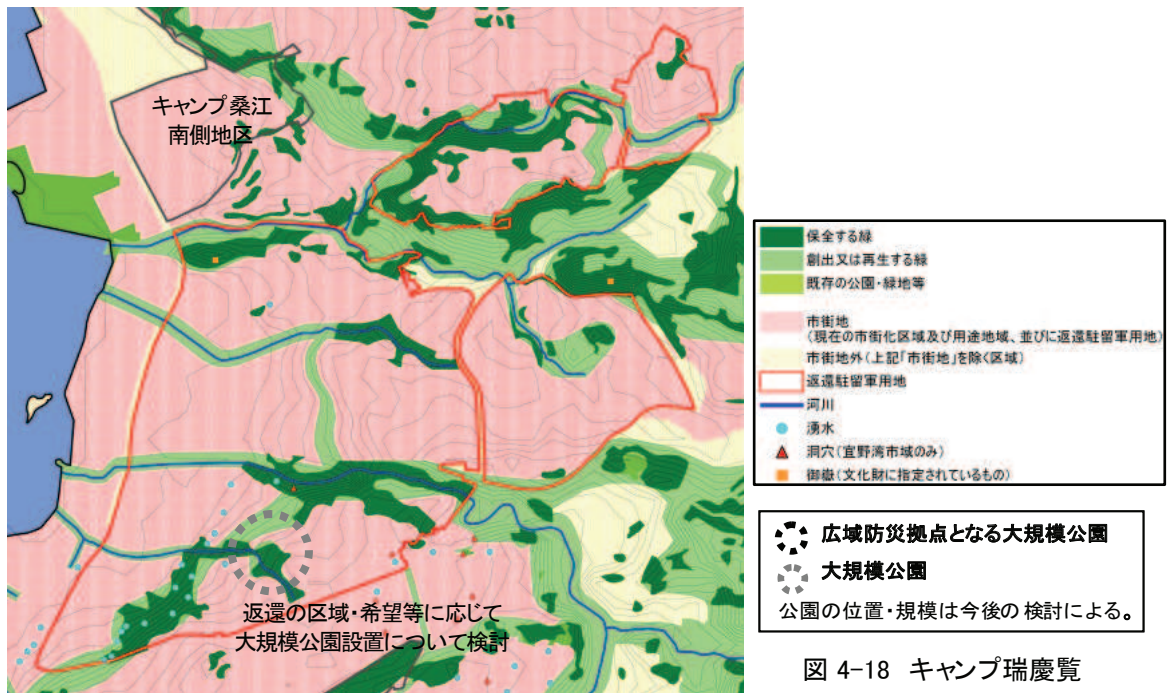 キャンプ桑江
南側地区
返還の区域・希望等に応じて
大規模公園設置について検討
保全する緑
創出又は再生する緑
既存の公園・緑地等
市街地
(現在の市街化区域及び用途地域、並びに返還駐留軍用地)
市街地外(上記「市街地」を除く区域)
返還駐留軍用地
河川
湧水
洞穴(宜野湾市域のみ)
御嶽(文化財に指定されているもの)
広域防災拠点となる大規模公園
大規模公園
公園の位置・規模は今後の検討による。
図 4-18 キャンプ瑞慶覧